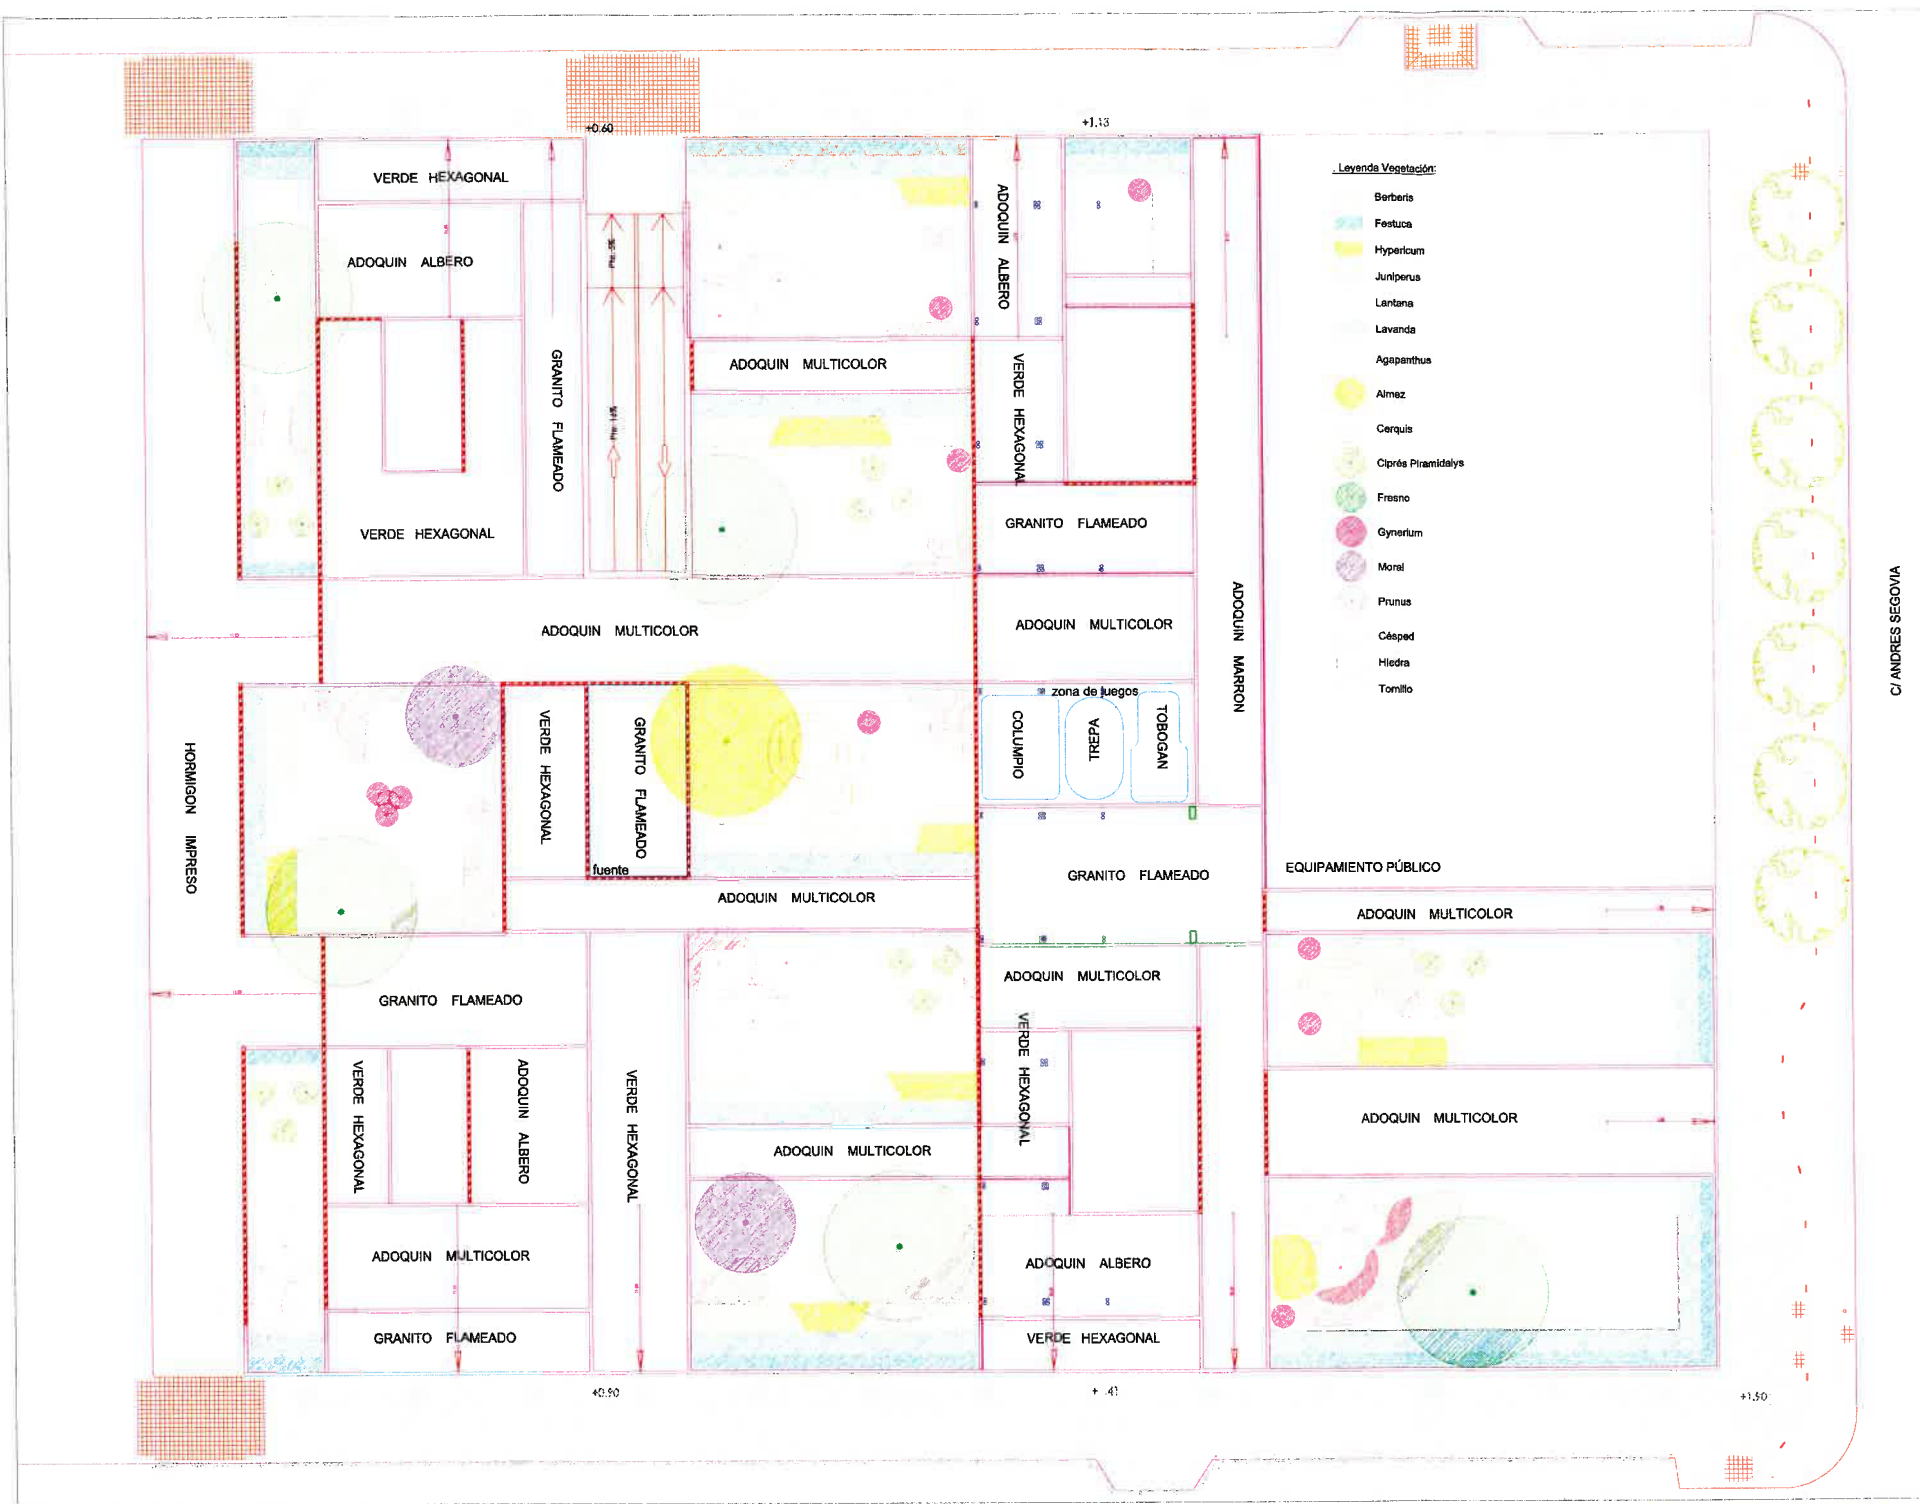 +0.60
+1.13
VERDE HEXAGONAL
ADOQUIN ALBERO
GRANITO FLAMEADO
VERDE HEXAGONAL
ADOQUIN MULTICOLOR
ADOQUIN ALBERO
VERDE HEXAGONAL
GRANITO FLAMEADO
ADOQUIN MULTICOLOR
ADOQUIN MULTICOLOR
ADOQUIN MARRON
. Leyenda Vegetación:
Berberis
Festuca
Hypericum
Juniperus
Lantana
Lavanda
Agapanthus
Almez
Cerquis
Ciprés Piramidalys
Fresno
Gynerium
Moral
Prunus
Césped
Hiedra
Tomillo
C/ ANDRES SEGOVIA
HORMIGON IMPRESO
VERDE HEXAGONAL
GRANITO FLAMEADO
fuente
zona de juegos
COLUMPIO
TREPA
TOBOGAN
ADOQUIN MULTICOLOR
GRANITO FLAMEADO
EQUIPAMIENTO PÚBLICO
ADOQUIN MULTICOLOR
GRANITO FLAMEADO
ADOQUIN MULTICOLOR
VERDE HEXAGONAL
ADOQUIN ALBERO
VERDE HEXAGONAL
VERDE HEXAGONAL
ADOQUIN MULTICOLOR
ADOQUIN MULTICOLOR
ADOQUIN MULTICOLOR
ADOQUIN ALBERO
GRANITO FLAMEADO
VERDE HEXAGONAL
+0.90
+1.50